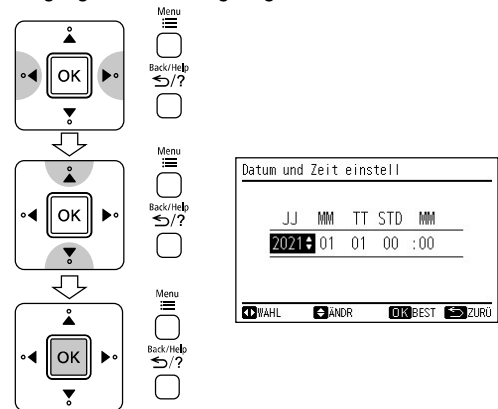 Menu
OK
Back/Help
?
Menu
OK
Back/Help
?
Menu
OK
Back/Help
?
Datum und Zeit einstell
JJ MM TT STD MM
2021 01 01 00 :00
WAHL ÄNDR OK BEST ZURÜ